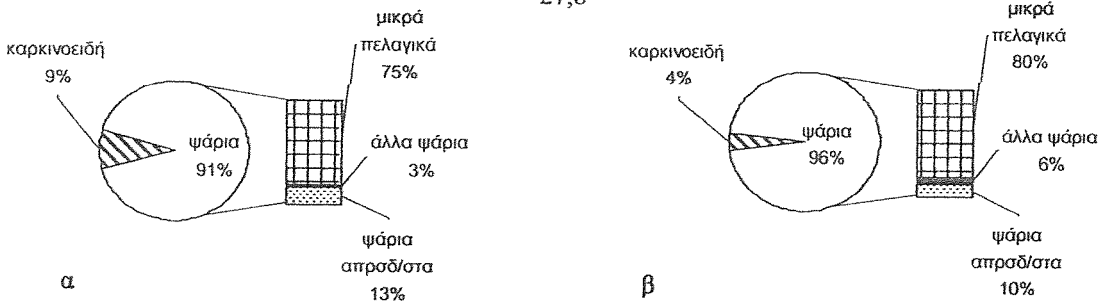 μικρά
πελαγικά
75%
καρκινοειδή
9%
ψάρια
91%
άλλα ψάρια
3%
ψάρια
απρσδ/στα
13%
α
μικρά
πελαγικά
80%
καρκινοειδή
4%
ψάρια
96%
άλλα ψάρια
6%
ψάρια
απρσδ/στα
10%
β